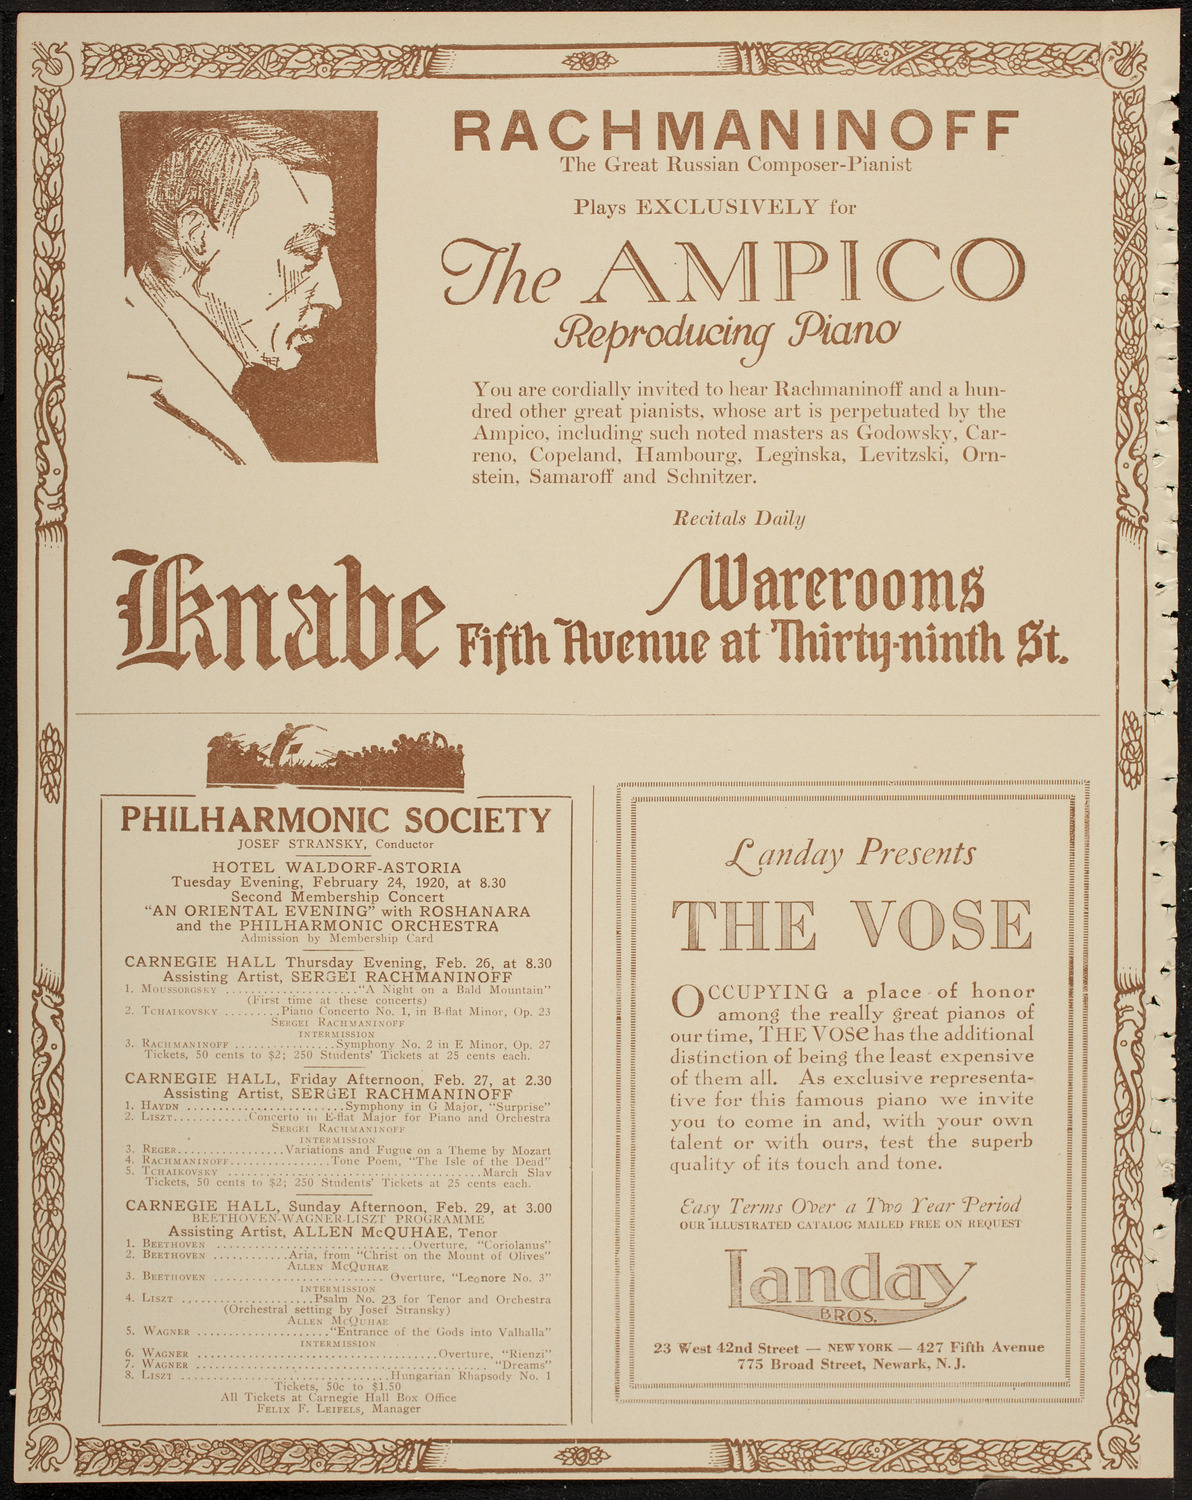 RACHMANINOFF
The Great Russian Composer-Pianist
Plays EXCLUSIVELY for
The AMPICO
Reproducing Piano
You are cordially invited to hear Rachmaninoff and a hun-
dred other great pianists, whose art is perpetuated by the
Ampico, including such noted masters as Godowsky, Car-
reno, Copeland, Hambourg, Leginska, Levitzski, Orn-
stein, Samaroff and Schnitzer.
Recitals Daily
Knabe Warerooms
Fifth Avenue at Thirty-ninth St.
PHILHARMONIC SOCIETY
JOSEF STRANSKY, Conductor
HOTEL WALDORF-ASTORIA
Tuesday Evening, February 24, 1920, at 8.30
Second Membership Concert
"AN ORIENTAL EVENING" with ROSHANARA
and the PHILHARMONIC ORCHESTRA
Admission by Membership Card
CARNEGIE HALL Thursday Evening, Feb. 26, at 8.30
Assisting Artist, SERGEI RACHMANINOFF
1. MOUSSORGSKY ....................."A Night on a Bald Mountain"
(First time at these concerts)
2. TCHAIKOVSKY .........Piano Concerto No. 1, in B-flat Minor, Op. 23
SERGEI RACHMANINOFF
INTERMISSION
3. RACHMANINOFF .................Symphony No. 2 in E Minor, Op. 27
Tickets, 50 cents to $2; 250 Students' Tickets at 25 cents each.
CARNEGIE HALL, Friday Afternoon, Feb. 27, at 2.30
Assisting Artist, SERGEI RACHMANINOFF
1. HAYDN .........................Symphony in G Major, "Surprise"
2. LISZT............Concerto in E-flat Major for Piano and Orchestra
SERGEI RACHMANINOFF
INTERMISSION
3. REGER.................Variations and Fugue on a Theme by Mozart
4. RACHMANINOFF................Tone Poem, "The Isle of the Dead"
5. TCHAIKOVSKY ..........................................March Slav
Tickets, 50 cents to $2; 250 Students' Tickets at 25 cents each.
CARNEGIE HALL, Sunday Afternoon, Feb. 29, at 3.00
BEETHOVEN-WAGNER-LISZT PROGRAMME
Assisting Artist, ALLEN McQUHAE, Tenor
1. BEETHOVEN ...............................Overture, "Coriolanus"
2. BEETHOVEN ............Aria, from "Christ on the Mount of Olives"
ALLEN MCQUHAE
3. BEETHOVEN ........................... Overture, "Leonore No. 3"
INTERMISSION
4. LISZT .....................Psalm No. 23 for Tenor and Orchestra
(Orchestral setting by Josef Stransky)
ALLEN MCQUHAE
5. WAGNER ....................."Entrance of the Gods into Valhalla"
INTERMISSION
6. WAGNER ......................................Overture, "Rienzi"
7. WAGNER .............................................. "Dreams"
8. LISZT .................................Hungarian Rhapsody No. 1
Tickets, 50c to $1.50
All Tickets at Carnegie Hall Box Office
FELIX F. LEIFELS, Manager
Landay Presents
THE VOSE
OCCUPYING a place of honor
among the really great pianos of
our time, THE VOSE has the additional
distinction of being the least expensive
of them all. As exclusive representa-
tive for this famous piano we invite
you to come in and, with your own
talent or with ours, test the superb
quality of its touch and tone.
Easy Terms Over a Two Year Period
OUR ILLUSTRATED CATALOG MAILED FREE ON REQUEST
Landay
BROS.
23 West 42nd Street — NEW YORK — 427 Fifth Avenue
775 Broad Street, Newark, N. J.